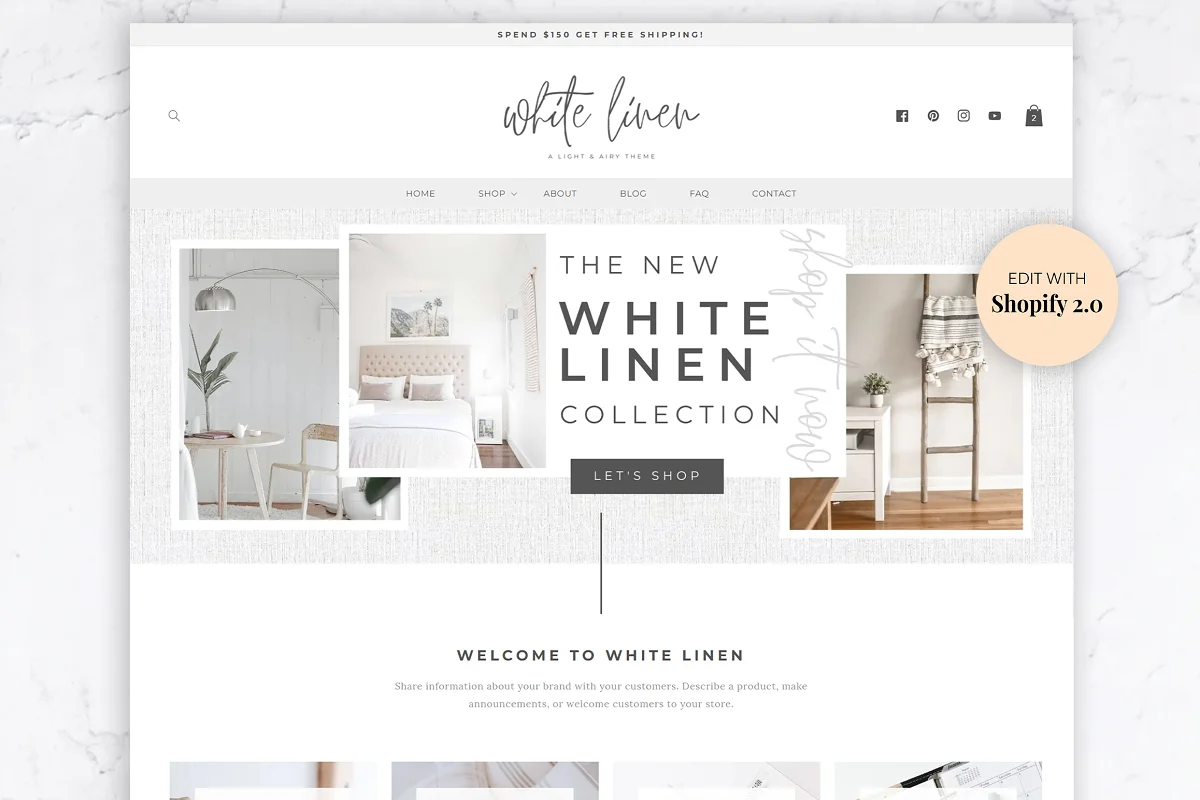 SPEND $150 GET FREE SHIPPING!
white linen
A LIGHT & AIRY THEME
2
HOME SHOP ABOUT BLOG FAQ CONTACT
THE NEW
WHITE
LINEN
COLLECTION
shop it now
LET'S SHOP
EDIT WITH
Shopify 2.0
WELCOME TO WHITE LINEN
Share information about your brand with your customers. Describe a product, make
announcements, or welcome customers to your store.